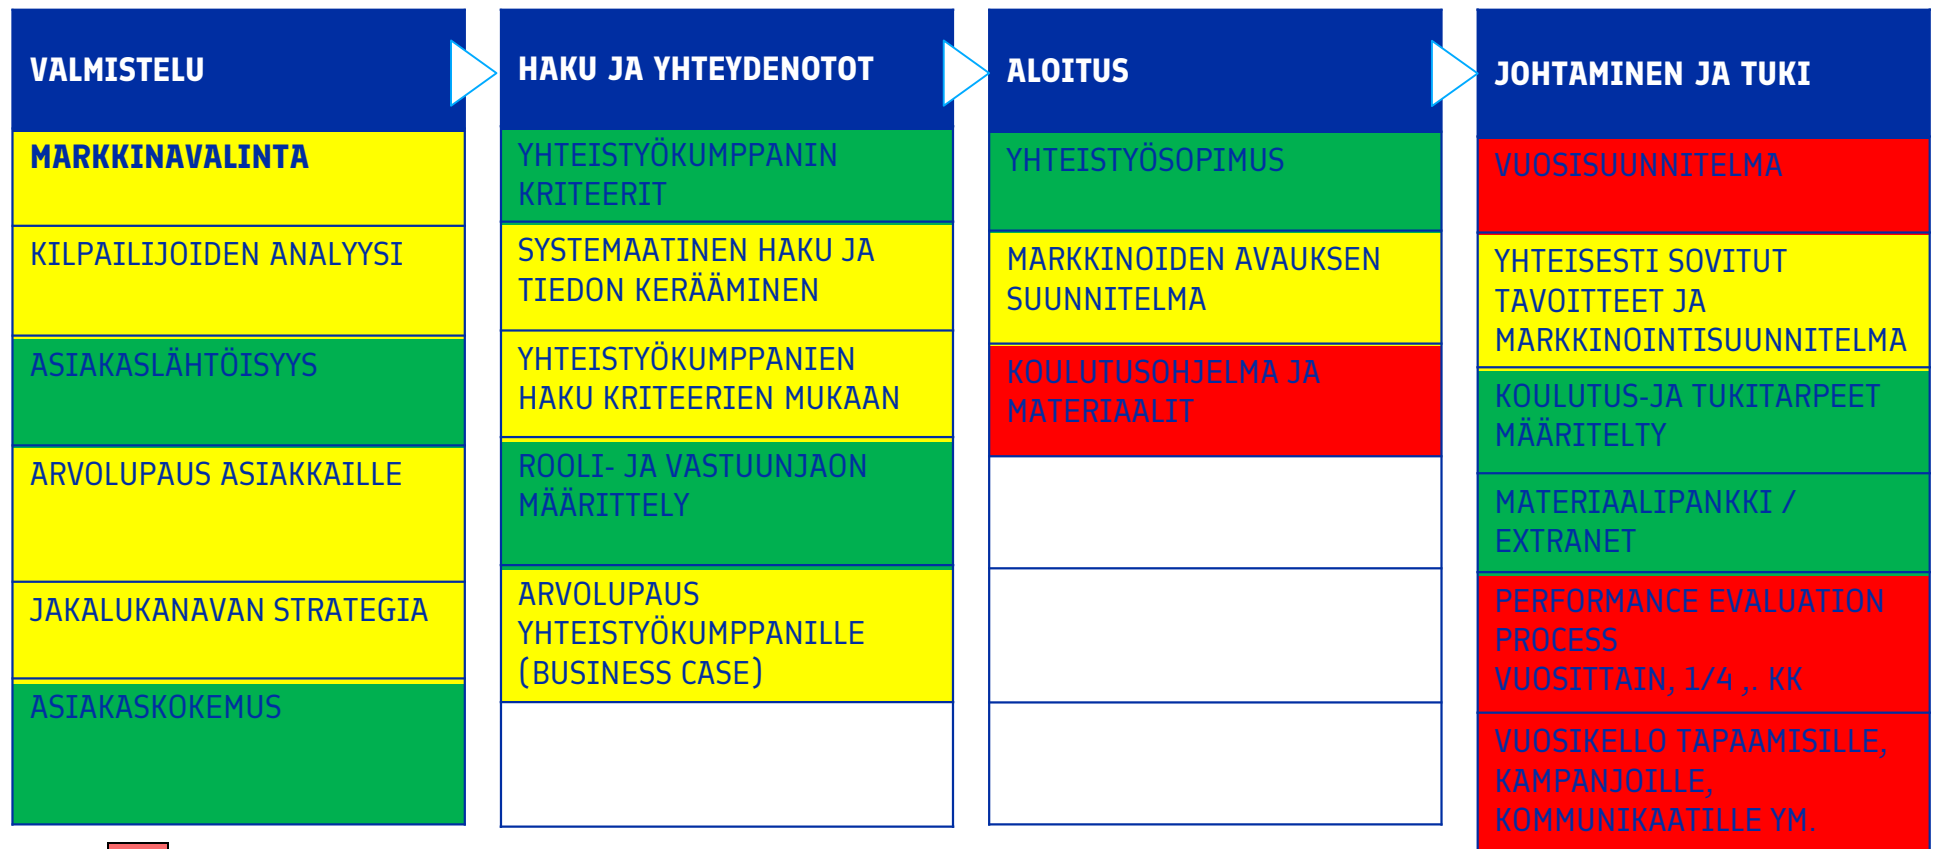 VALMISTELU
MARKKINAVALINTA
KILPAILIJOIDEN ANALYYSI
ASIAKASLÄHTÖISYYS
ARVOLUPAUS ASIAKKAILLE
JAKALUKANAVAN STRATEGIA
ASIAKASKOKEMUS
HAKU JA YHTEYDENOTOT
YHTEISTYÖKUMPPANIN
KRITEERIT
SYSTEMAATINEN HAKU JA
TIEDON KERÄÄMINEN
YHTEISTYÖKUMPPANIEN
HAKU KRITEERIEN MUKAAN
ROOLI- JA VASTUUNJAON
MÄÄRITTELY
ARVOLUPAUS
YHTEISTYÖKUMPPANILLE
(BUSINESS CASE)
ALOITUS
YHTEISTYÖSOPIMUS
MARKKINOIDEN AVAUKSEN
SUUNNITELMA
KOULUTUSOHJELMA JA
MATERIAALIT
JOHTAMINEN JA TUKI
VUOSISUUNNITELMA
YHTEISESTI SOVITUT
TAVOITTEET JA
MARKKINOINTISUUNNITELMA
KOULUTUS-JA TUKITARPEET
MÄÄRITELTY
MATERIAALIPANKKI /
EXTRANET
PERFORMANCE EVALUATION
PROCESS
VUOSITTAIN, 1/4 ,. KK
VUOSIKELLO TAPAAMISILLE,
KAMPANJOILLE,
KOMMUNIKAATILLE YM.